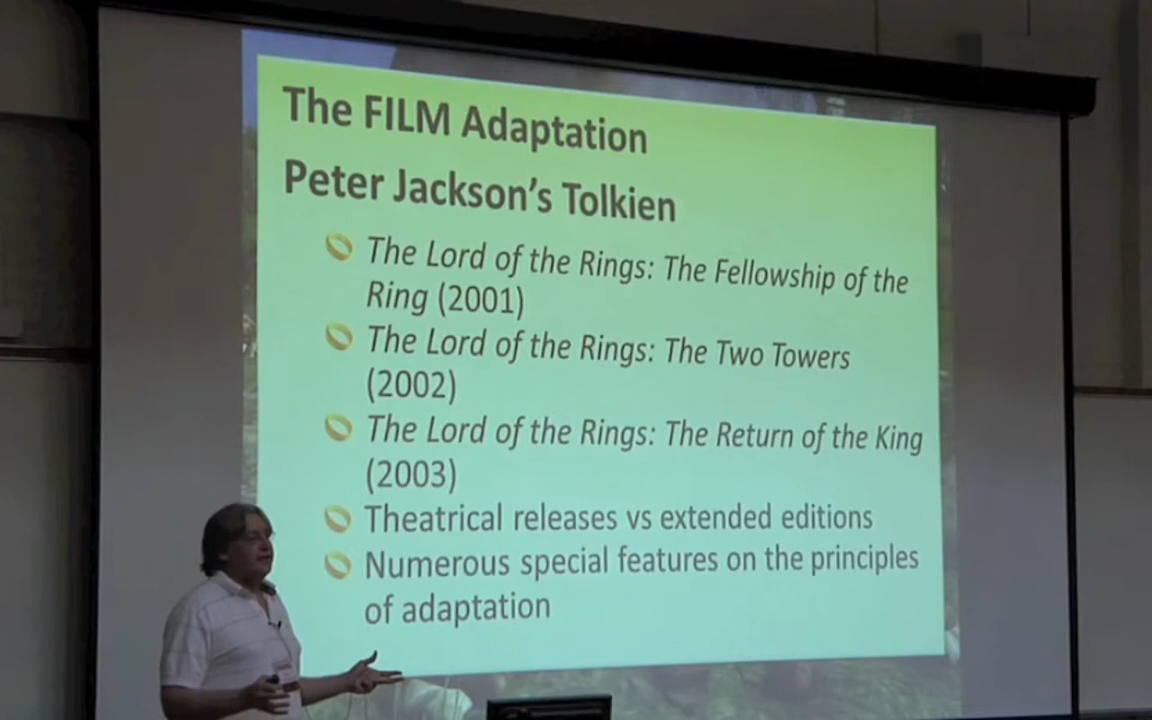 The FILM Adaptation
Peter Jackson's Tolkien
The Lord of the Rings: The Fellowship of the
Ring (2001)
The Lord of the Rings: The Two Towers
(2002)
The Lord of the Rings: The Return of the King
(2003)
Theatrical releases vs extended editions
Numerous special features on the principles
of adaptation